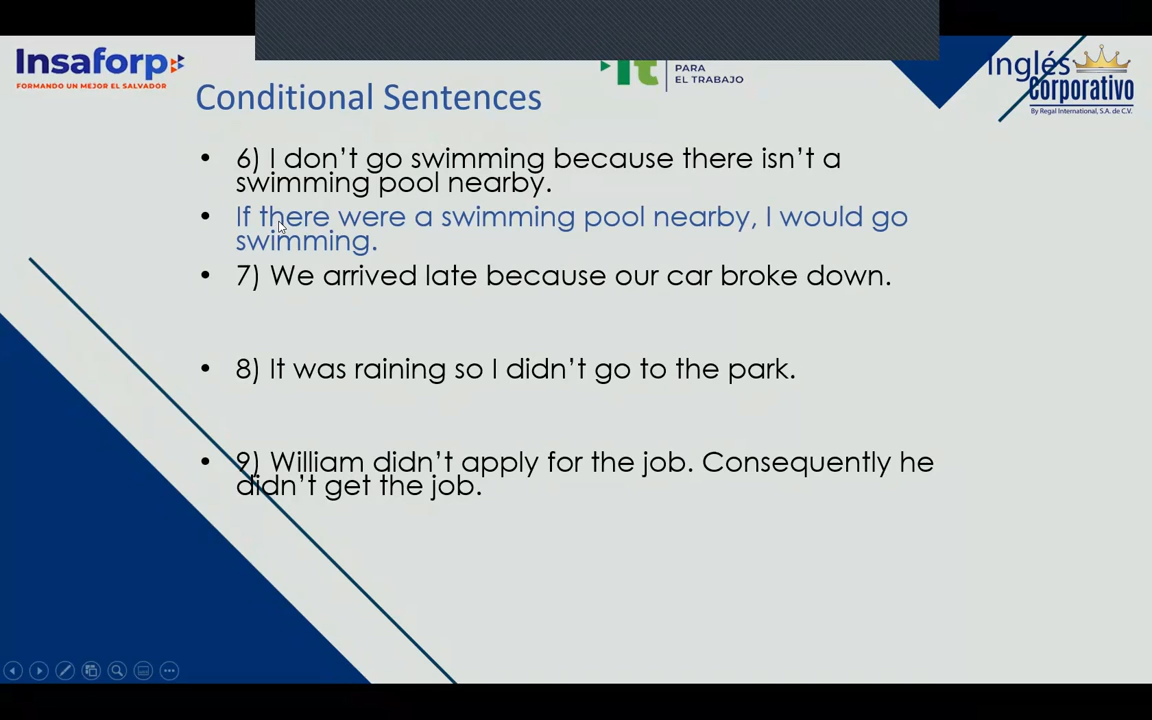 Insaforp
FORMANDO UN MEJOR EL SALVADOR
PARA
EL TRABAJO
Inglés
Corporativo
By Regal International, S.A. de C.V.
Conditional Sentences
• 6) I don’t go swimming because there isn’t a
swimming pool nearby.
• If there were a swimming pool nearby, I would go
swimming.
• 7) We arrived late because our car broke down.
• 8) It was raining so I didn’t go to the park.
• 9) William didn’t apply for the job. Consequently he
didn’t get the job.